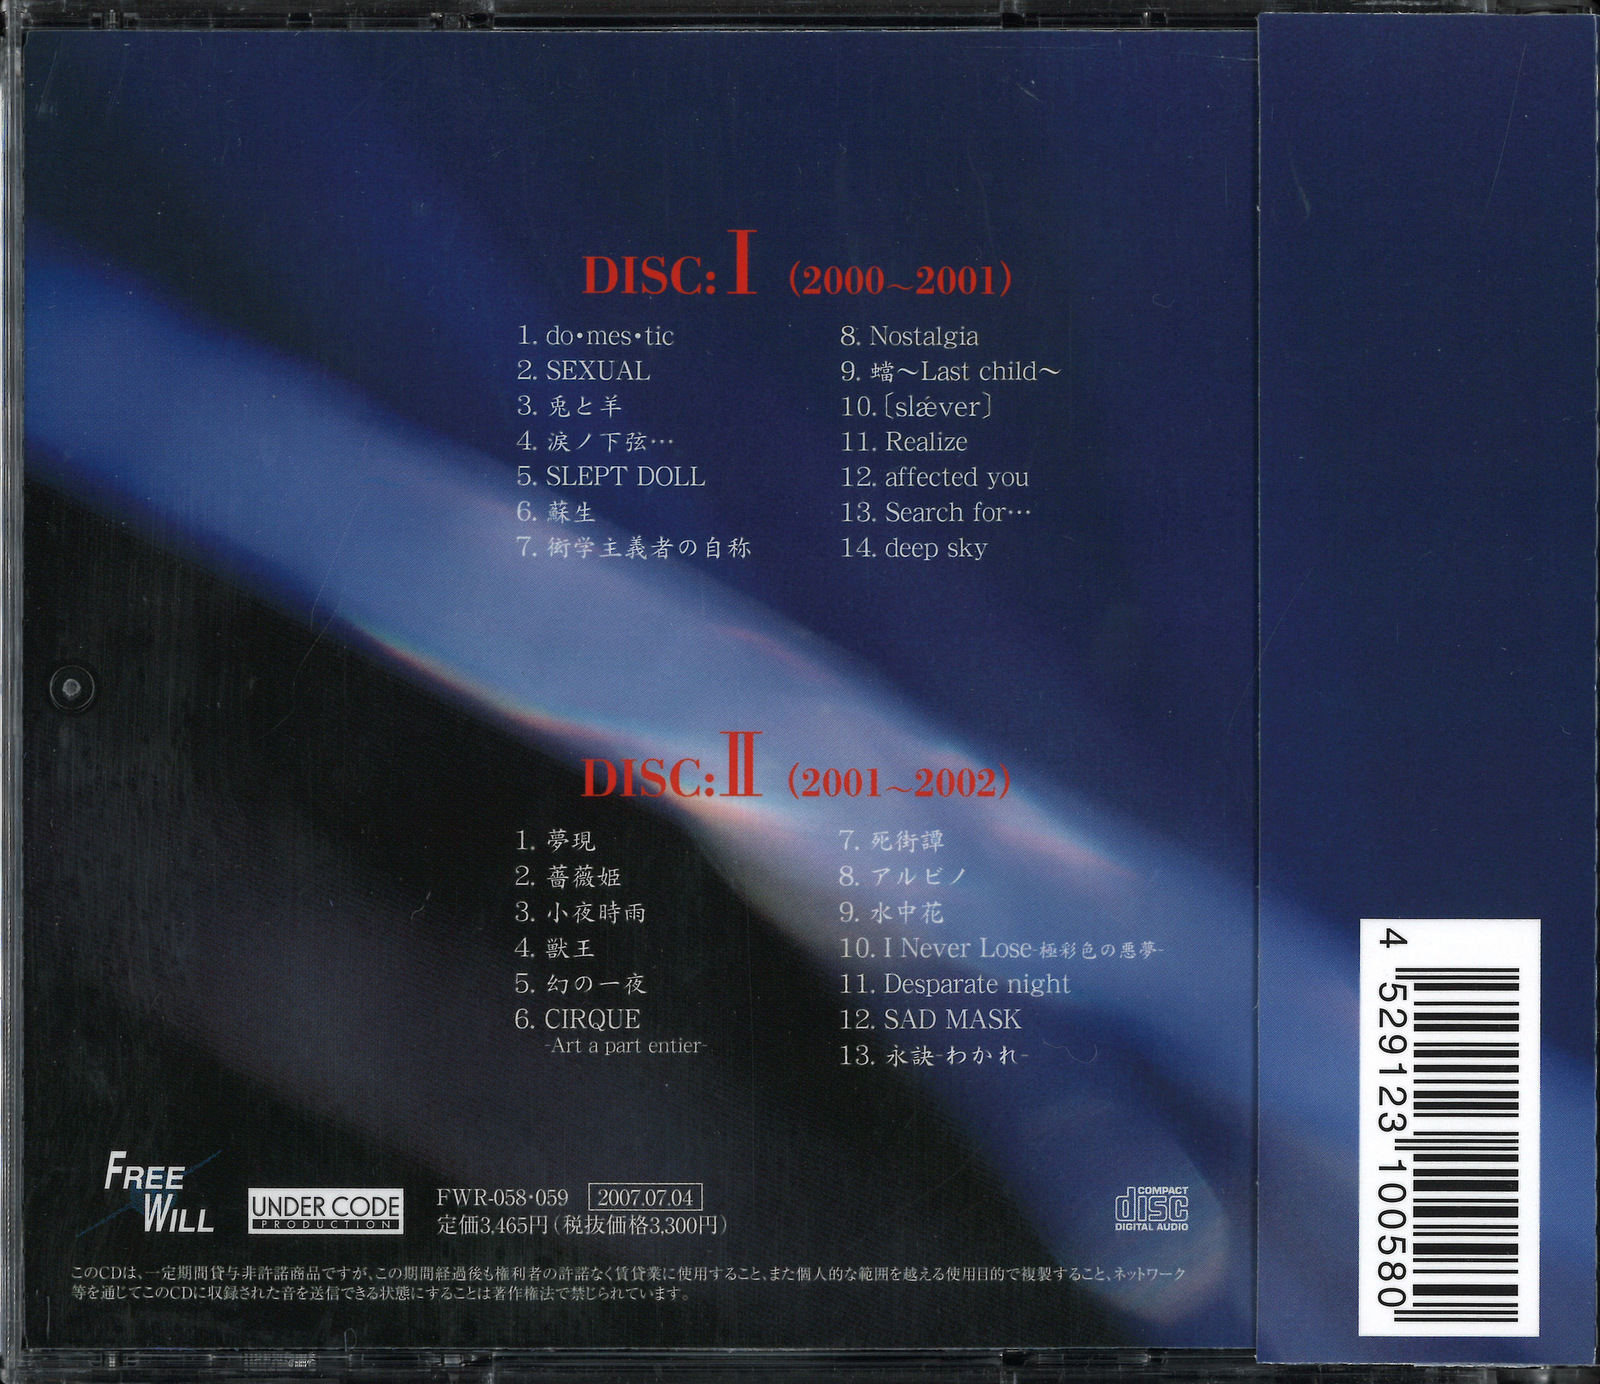 DISC:Ⅰ (2000～2001)
1. do・mes・tic
2. SEXUAL
3. 兎と羊
4. 涙ノ下弦…
5. SLEPT DOLL
6. 蘇生
7. 衒学主義者の自称
8. Nostalgia
9. 蟷～Last child～
10.〔slǽver〕
11. Realize
12. affected you
13. Search for…
14. deep sky
DISC:Ⅱ (2001～2002)
1. 夢現
2. 薔薇姫
3. 小夜時雨
4. 獣王
5. 幻の一夜
6. CIRQUE
-Art a part entier-
7. 死街譚
8. アルビノ
9. 水中花
10. I Never Lose-極彩色の悪夢-
11. Desparate night
12. SAD MASK
13. 永訣-わかれ-
FREE
WILL
UNDER CODE
PRODUCTION
FWR-058・059 2007.07.04
定価3,465円(税抜価格3,300円)
COMPACT
disc
DIGITAL AUDIO
このCDは、一定期間貸与非許諾商品ですが、この期間経過後も権利者の許諾なく賃貸業に使用すること、また個人的な範囲を越える使用目的で複製すること、ネットワーク
等を通じてこのCDに収録された音を送信できる状態にすることは著作権法で禁じられています。
4 529123 100580